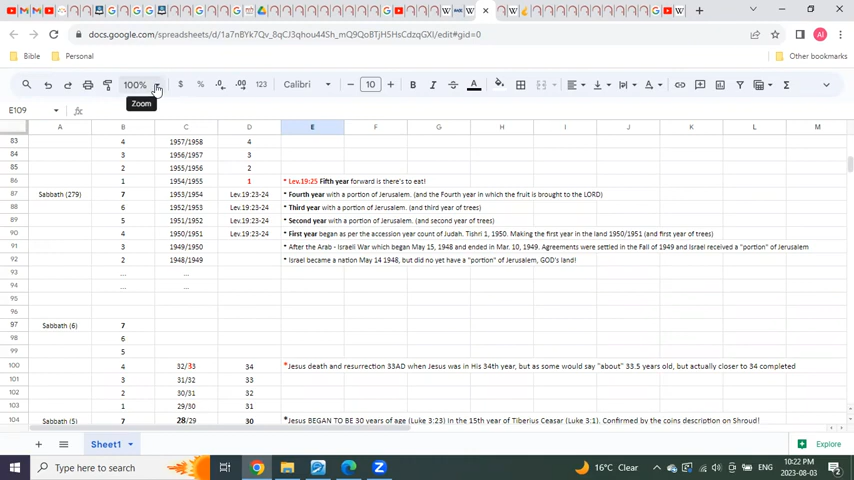 docs.google.com/spreadsheets/d/1a7nBYk7Qv_8qCJ3qhou44Sh_mQ9Qo0BTjH5HsZdqGXI/edit#gid=0
Bible Personal Other bookmarks
100% $ % .0 .00 123 Calibri 10 B I A
E109 fx
Zoom
A B C D E F G H I J K L M
83 4 1957/1958 4
84 3 1956/1957 3
85 2 1955/1956 2
86 1 1954/1955 1 * Lev.19:25 Fifth year forward is there's to eat!
87 Sabbath (279) 7 1953/1954 Lev.19:23-24 * Fourth year with a portion of Jerusalem. (and the Fourth year in which the fruit is brought to the LORD)
88 6 1952/1953 Lev.19:23-24 * Third year with a portion of Jerusalem. (and third year of trees)
89 5 1951/1952 Lev.19:23-24 * Second year with a portion of Jerusalem. (and second year of trees)
90 4 1950/1951 Lev.19:23-24 * First year began as per the accession year count of Judah. Tishri 1, 1950. Making the first year in the land 1950/1951 (and first year of trees)
91 3 1949/1950 * After the Arab - Israeli War which began May 15, 1948 and ended in Mar. 10, 1949. Agreements were settled in the Fall of 1949 and Israel received a "portion" of Jerusalem
92 2 1948/1949 * Israel became a nation May 14 1948, but did no yet have a "portion" of Jerusalem, GOD's land!
93 ... ...
94 ... ...
95
96
97 Sabbath (6) 7
98 6
99 5
100 4 32/33 34 *Jesus death and resurrection 33AD when Jesus was in His 34th year, but as some would say "about" 33.5 years old, but actually closer to 34 completed
101 3 31/32 33
102 2 30/31 32
103 1 29/30 31
104 Sabbath (5) 7 28/29 30 *Jesus BEGAN TO BE 30 years of age (Luke 3:23) In the 15th year of Tiberius Ceasar (Luke 3:1). Confirmed by the coins description on Shroud!
Sheet1 Explore
Type here to search 16°C Clear ENG 10:22 PM
2023-08-03 2